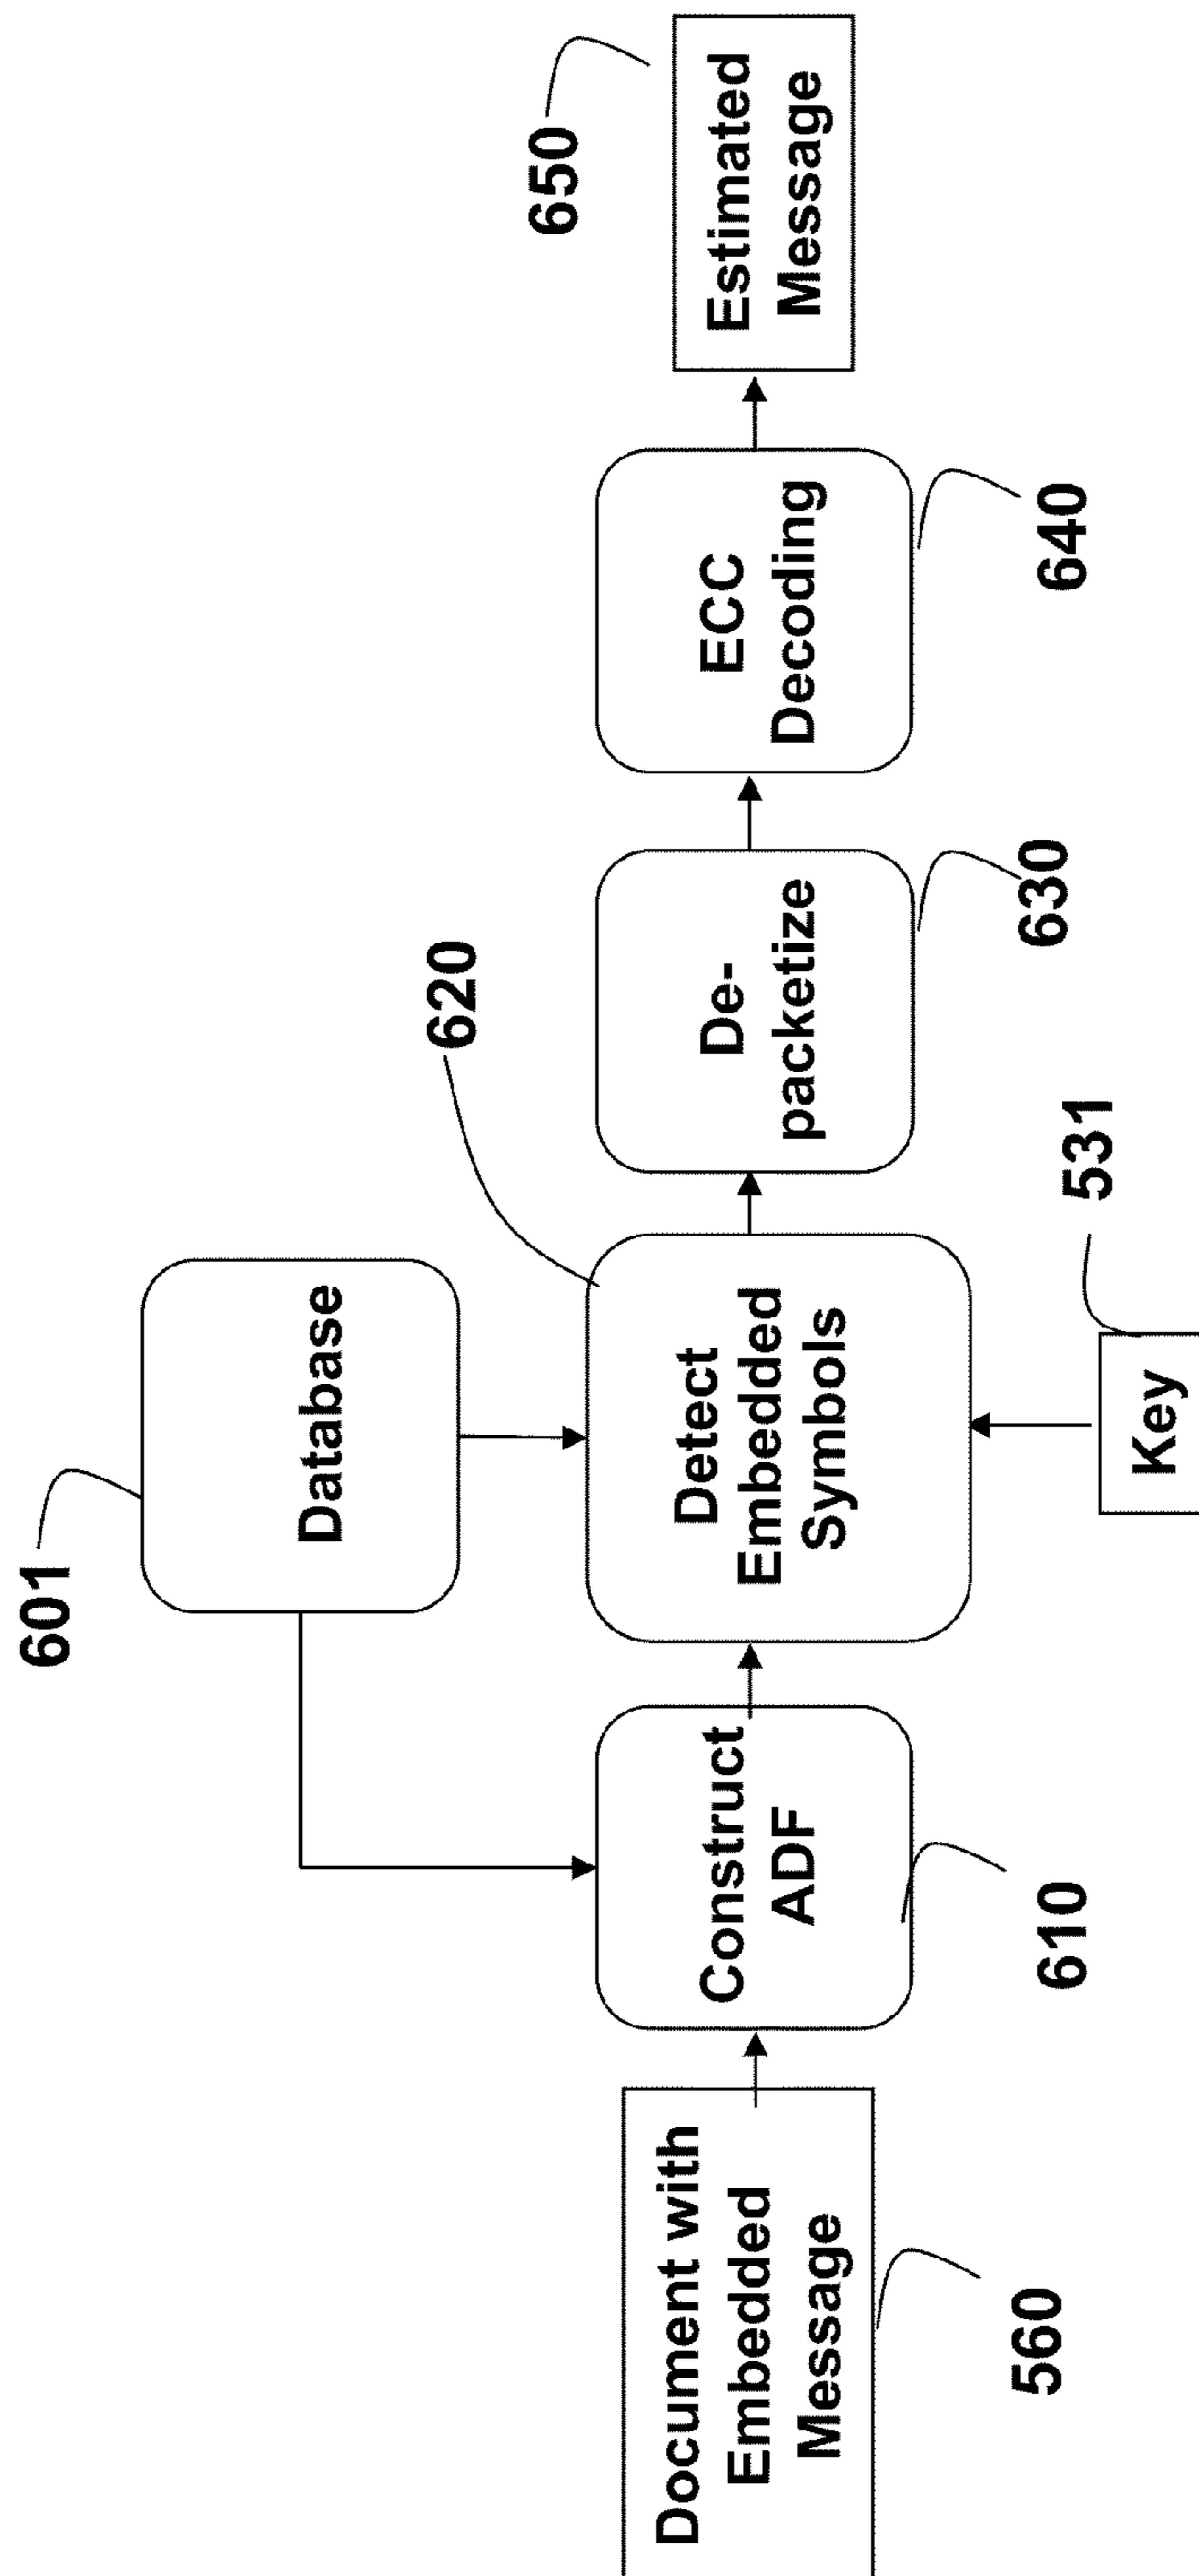 601
Database
620
650
Document with
Embedded
Message
Construct
ADF
Detect
Embedded
Symbols
De-
packetize
ECC
Decoding
Estimated
Message
560
610
Key
531
630
640